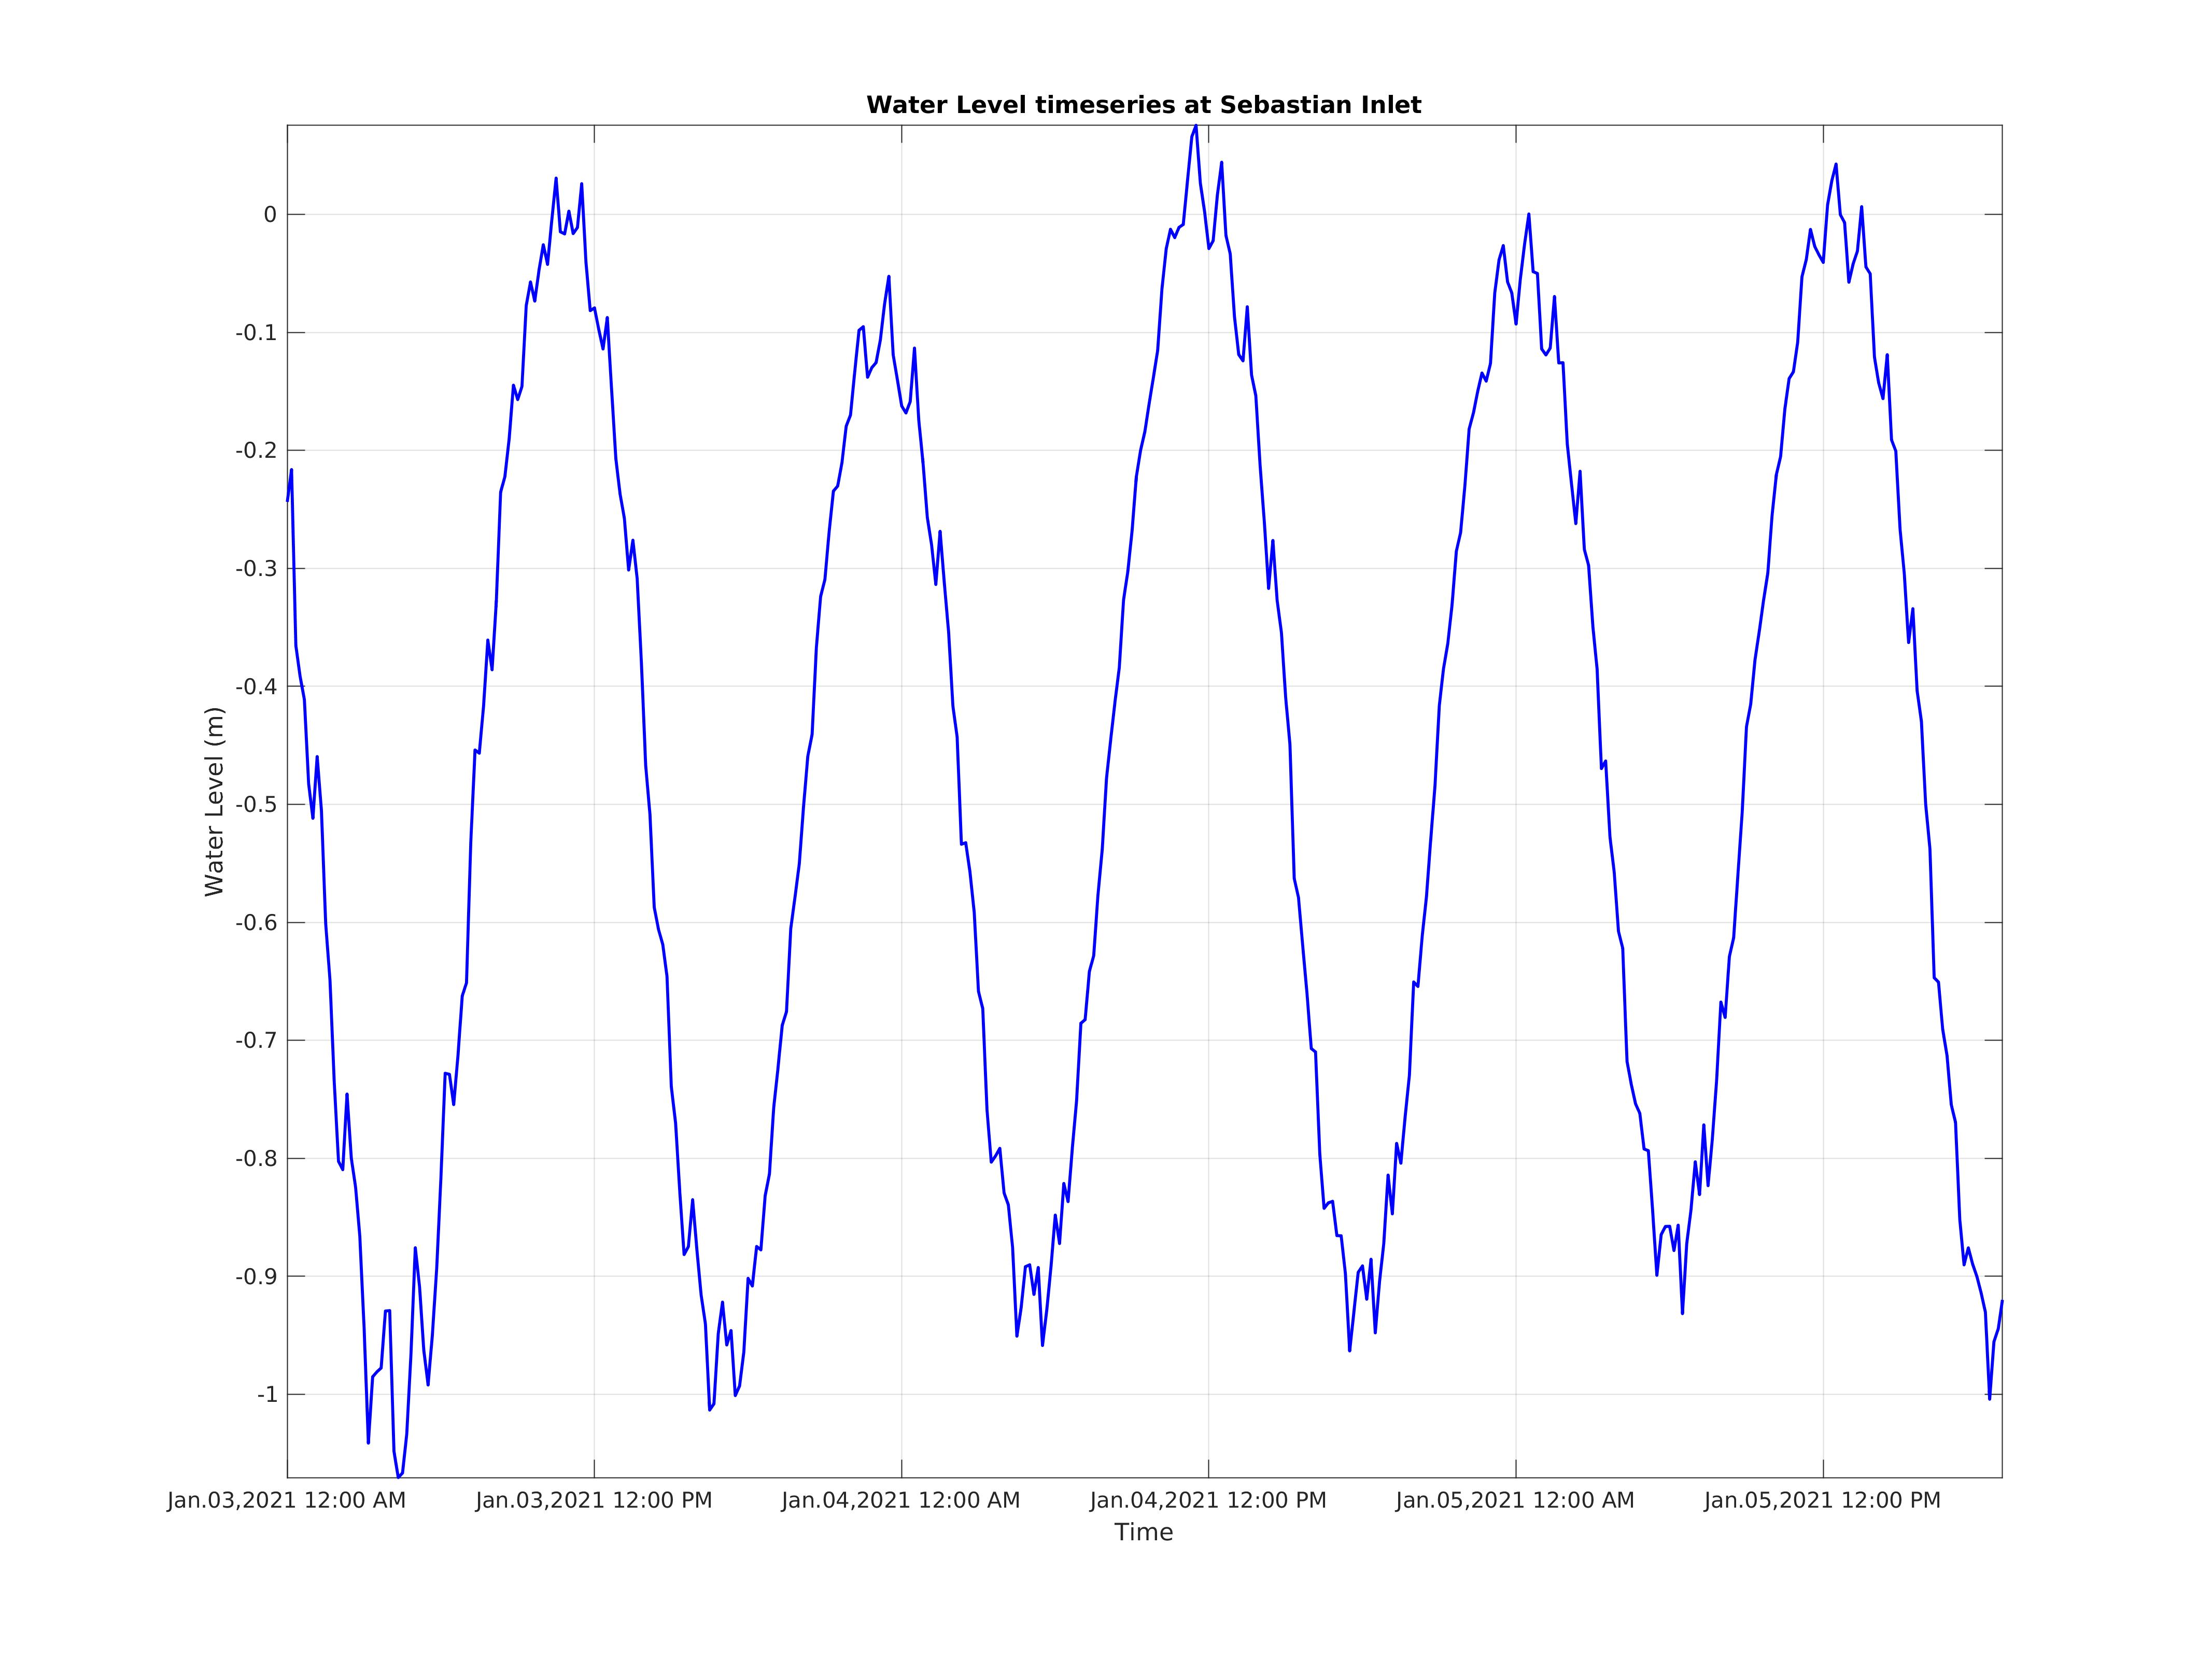 Water Level timeseries at Sebastian Inlet
0
-0.1
-0.2
-0.3
-0.4
-0.5
-0.6
-0.7
-0.8
-0.9
-1
Water Level (m)
Jan.03,2021 12:00 AM
Jan.03,2021 12:00 PM
Jan.04,2021 12:00 AM
Jan.04,2021 12:00 PM
Jan.05,2021 12:00 AM
Jan.05,2021 12:00 PM
Time